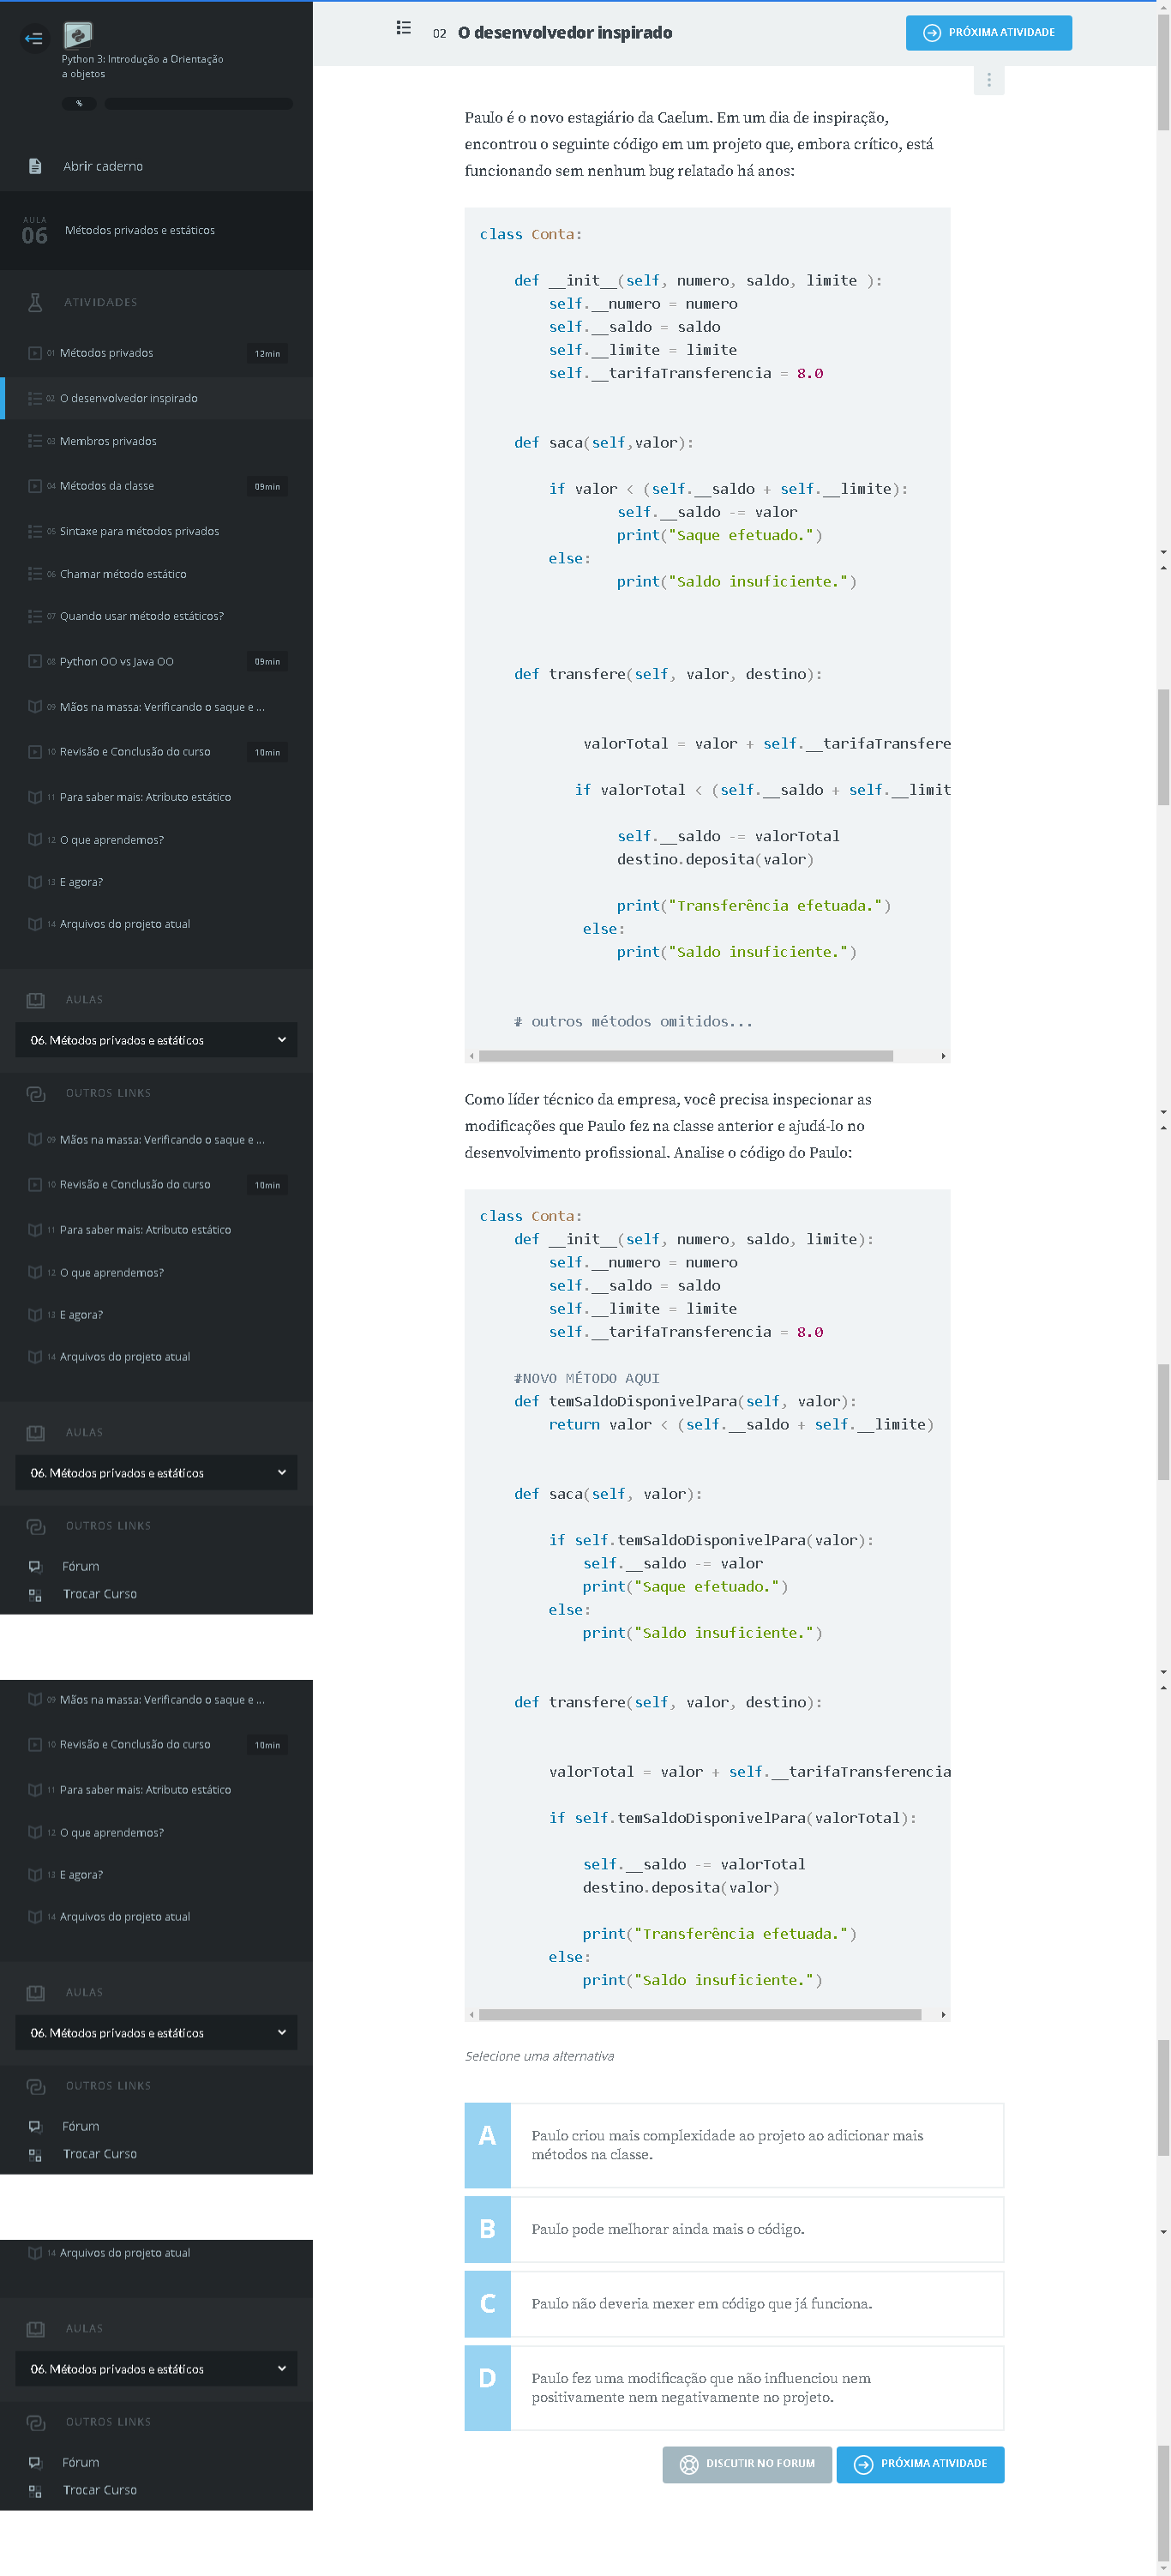 Python 3: Introdução a Orientação
a objetos
%
Abrir caderno
AULA
06
Métodos privados e estáticos
ATIVIDADES
01 Métodos privados 12min
02 O desenvolvedor inspirado
03 Membros privados
04 Métodos da classe 09min
05 Sintaxe para métodos privados
06 Chamar método estático
07 Quando usar método estáticos?
08 Python OO vs Java OO 09min
09 Mãos na massa: Verificando o saque e ...
10 Revisão e Conclusão do curso 10min
11 Para saber mais: Atributo estático
12 O que aprendemos?
13 E agora?
14 Arquivos do projeto atual
AULAS
06. Métodos privados e estáticos
OUTROS LINKS
09 Mãos na massa: Verificando o saque e ...
10 Revisão e Conclusão do curso 10min
11 Para saber mais: Atributo estático
12 O que aprendemos?
13 E agora?
14 Arquivos do projeto atual
AULAS
06. Métodos privados e estáticos
OUTROS LINKS
Fórum
Trocar Curso
09 Mãos na massa: Verificando o saque e ...
10 Revisão e Conclusão do curso 10min
11 Para saber mais: Atributo estático
12 O que aprendemos?
13 E agora?
14 Arquivos do projeto atual
AULAS
06. Métodos privados e estáticos
OUTROS LINKS
Fórum
Trocar Curso
14 Arquivos do projeto atual
AULAS
06. Métodos privados e estáticos
OUTROS LINKS
Fórum
Trocar Curso
02 O desenvolvedor inspirado
PRÓXIMA ATIVIDADE
Paulo é o novo estagiário da Caelum. Em um dia de inspiração,
encontrou o seguinte código em um projeto que, embora crítico, está
funcionando sem nenhum bug relatado há anos:
class Conta:
def __init__(self, numero, saldo, limite ):
self.__numero = numero
self.__saldo = saldo
self.__limite = limite
self.__tarifaTransferencia = 8.0
def saca(self,valor):
if valor < (self.__saldo + self.__limite):
self.__saldo -= valor
print("Saque efetuado.")
else:
print("Saldo insuficiente.")
def transfere(self, valor, destino):
valorTotal = valor + self.__tarifaTransfere
if valorTotal < (self.__saldo + self.__limit
self.__saldo -= valorTotal
destino.deposita(valor)
print("Transferência efetuada.")
else:
print("Saldo insuficiente.")
# outros métodos omitidos...
Como líder técnico da empresa, você precisa inspecionar as
modificações que Paulo fez na classe anterior e ajudá-lo no
desenvolvimento profissional. Analise o código do Paulo:
class Conta:
def __init__(self, numero, saldo, limite):
self.__numero = numero
self.__saldo = saldo
self.__limite = limite
self.__tarifaTransferencia = 8.0
#NOVO MÉTODO AQUI
def temSaldoDisponivelPara(self, valor):
return valor < (self.__saldo + self.__limite)
def saca(self, valor):
if self.temSaldoDisponivelPara(valor):
self.__saldo -= valor
print("Saque efetuado.")
else:
print("Saldo insuficiente.")
def transfere(self, valor, destino):
valorTotal = valor + self.__tarifaTransferencia
if self.temSaldoDisponivelPara(valorTotal):
self.__saldo -= valorTotal
destino.deposita(valor)
print("Transferência efetuada.")
else:
print("Saldo insuficiente.")
Selecione uma alternativa
A
Paulo criou mais complexidade ao projeto ao adicionar mais
métodos na classe.
B
Paulo pode melhorar ainda mais o código.
C
Paulo não deveria mexer em código que já funciona.
D
Paulo fez uma modificação que não influenciou nem
positivamente nem negativamente no projeto.
DISCUTIR NO FORUM
PRÓXIMA ATIVIDADE